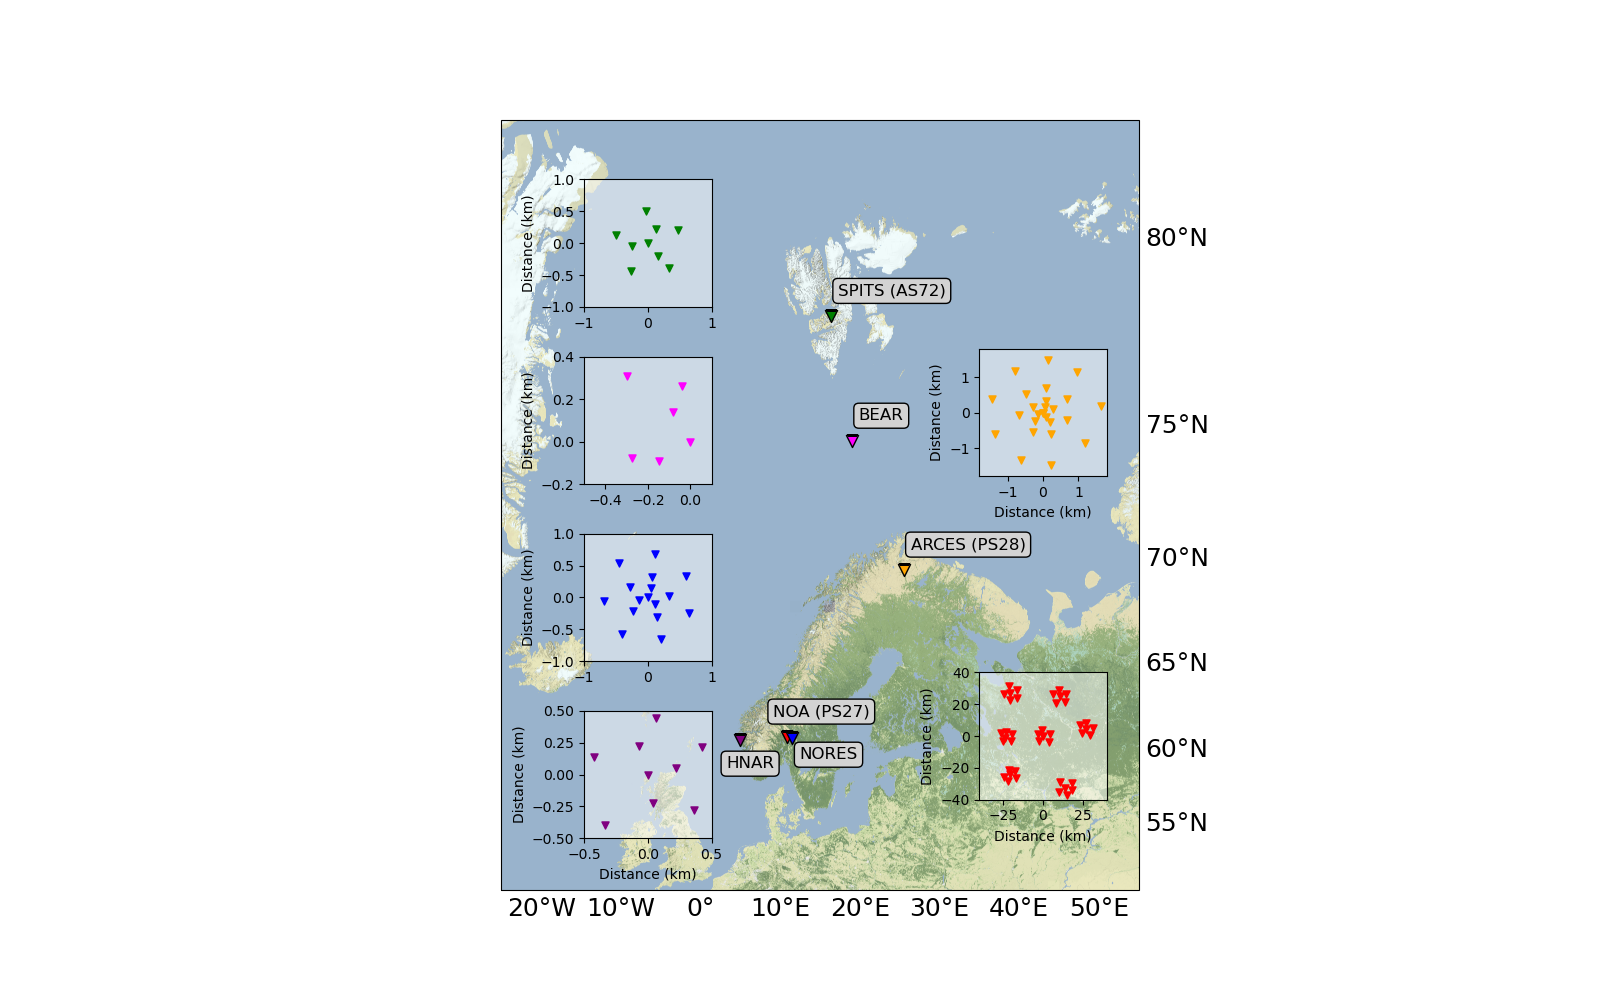 1.0
0.5
0.0
−0.5
−1.0
−1
0
1
Distance (km)
0.4
0.2
0.0
−0.2
−0.4
−0.2
0.0
Distance (km)
1.0
0.5
0.0
−0.5
−1.0
−1
0
1
Distance (km)
0.50
0.25
0.00
−0.25
−0.50
−0.5
0.0
0.5
Distance (km)
Distance (km)
SPITS (AS72)
BEAR
ARCES (PS28)
NOA (PS27)
NORES
HNAR
1
0
−1
−1
0
1
Distance (km)
Distance (km)
40
20
0
−20
−40
−25
0
25
Distance (km)
Distance (km)
80°N
75°N
70°N
65°N
60°N
55°N
20°W
10°W
0°
10°E
20°E
30°E
40°E
50°E